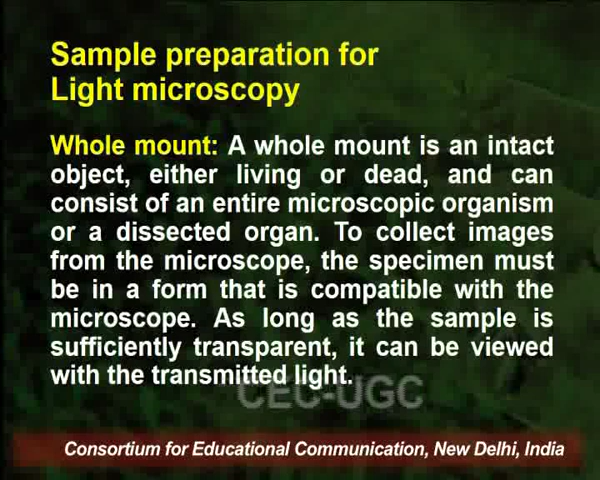 Sample preparation for
Light microscopy
Whole mount: A whole mount is an intact
object, either living or dead, and can
consist of an entire microscopic organism
or a dissected organ. To collect images
from the microscope, the specimen must
be in a form that is compatible with the
microscope. As long as the sample is
sufficiently transparent, it can be viewed
with the transmitted light.
CEC-UGC
Consortium for Educational Communication, New Delhi, India